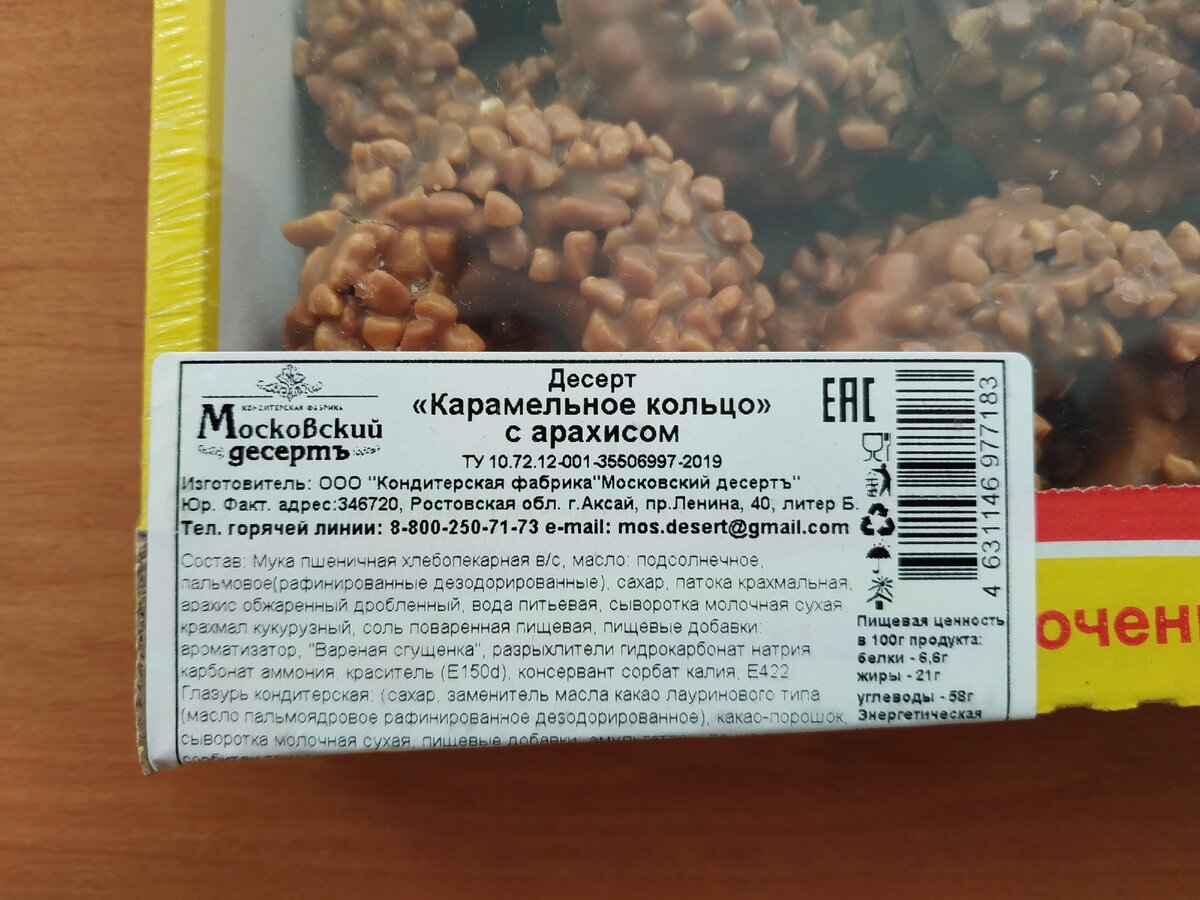 КОНДИТЕРСКАЯ ФАБРИКА
Московский
десертъ
Десерт
«Карамельное кольцо»
с арахисом
ТУ 10.72.12-001-35506997-2019
ЕАС
4 631146 977183
Изготовитель: ООО "Кондитерская фабрика"Московский десертъ"
Юр. Факт. адрес:346720, Ростовская обл. г.Аксай, пр.Ленина, 40, литер Б.
Тел. горячей линии: 8-800-250-71-73 e-mail: mos.desert@gmail.com
Состав: Мука пшеничная хлебопекарная в/с, масло: подсолнечное,
пальмовое(рафинированные дезодорированные), сахар, патока крахмальная,
арахис обжаренный дробленный, вода питьевая, сыворотка молочная сухая,
крахмал кукурузный, соль поваренная пищевая, пищевые добавки:
ароматизатор, "Вареная сгущенка", разрыхлители гидрокарбонат натрия
карбонат аммония, краситель (Е150d), консервант сорбат калия, Е422
Глазурь кондитерская: (сахар, заменитель масла какао лауринового типа
(масло пальмоядровое рафинированное дезодорированное), какао-порошок,
сыворотка молочная сухая, пищевые добавки:
Пищевая ценность
в 100г продукта:
белки - 6,6г
жиры - 21г
углеводы - 58г
Энергетическая
очен